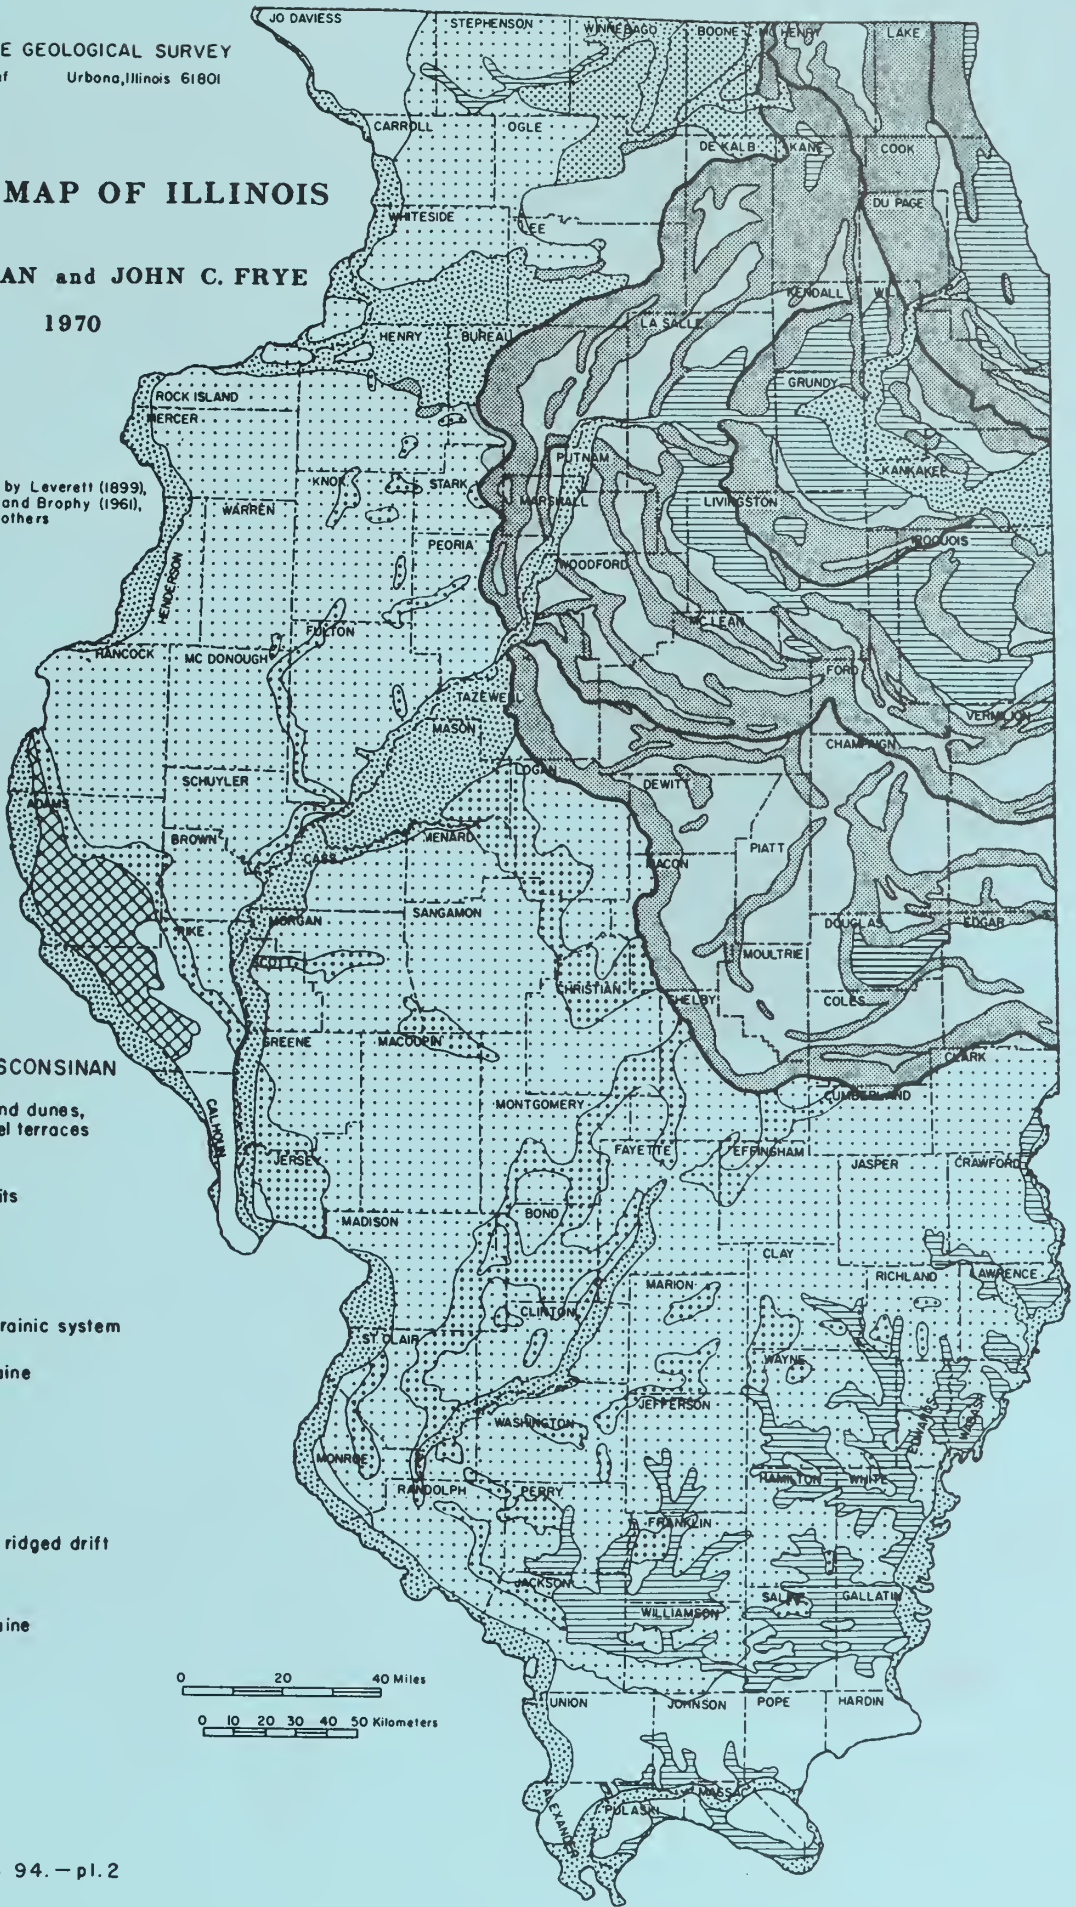 E GEOLOGICAL SURVEY
Urbana, Illinois 61801
MAP OF ILLINOIS
AN and JOHN C. FRYE
1970
by Leverett (1899),
and Brophy (1961),
others
SCONSINAN
nd dunes,
el terraces
its
rainic system
aine
ridged drift
aine
0 20 40 Miles
0 10 20 30 40 50 Kilometers
94.—pl.2
JO DAVIESS
STEPHENSON
WINNEBAGO
BOONE
MC HENRY
LAKE
CARROLL
OGLE
DE KALB
KANE
COOK
DU PAGE
WHITESIDE
LEE
KENDALL
WILL
HENRY
BUREAU
LA SALLE
GRUNDY
ROCK ISLAND
MERCER
PUTNAM
KANKAKEE
KNOX
STARK
MARSHALL
LIVINGSTON
WARREN
PEORIA
WOODFORD
IROQUOIS
HENDERSON
FULTON
MC LEAN
HANCOCK
MC DONOUGH
FORD
TAZEWELL
VERMILION
MASON
CHAMPAIGN
SCHUYLER
LOGAN
DEWITT
ADAMS
BROWN
CASS
MENARD
MACON
PIATT
MORGAN
SANGAMON
PIKE
DOUGLAS
EDGAR
SCOTT
MOULTRIE
CHRISTIAN
SHELBY
COLES
GREENE
MACOUPIN
CLARK
CUMBERLAND
CALHOUN
MONTGOMERY
JERSEY
FAYETTE
EFFINGHAM
JASPER
CRAWFORD
MADISON
BOND
CLAY
RICHLAND
LAWRENCE
MARION
CLINTON
ST CLAIR
WAYNE
WASHINGTON
JEFFERSON
EDWARDS
WABASH
MONROE
RANDOLPH
PERRY
HAMILTON
WHITE
FRANKLIN
JACKSON
WILLIAMSON
SALINE
GALLATIN
UNION
JOHNSON
POPE
HARDIN
ALEXANDER
PULASKI
MASSAC